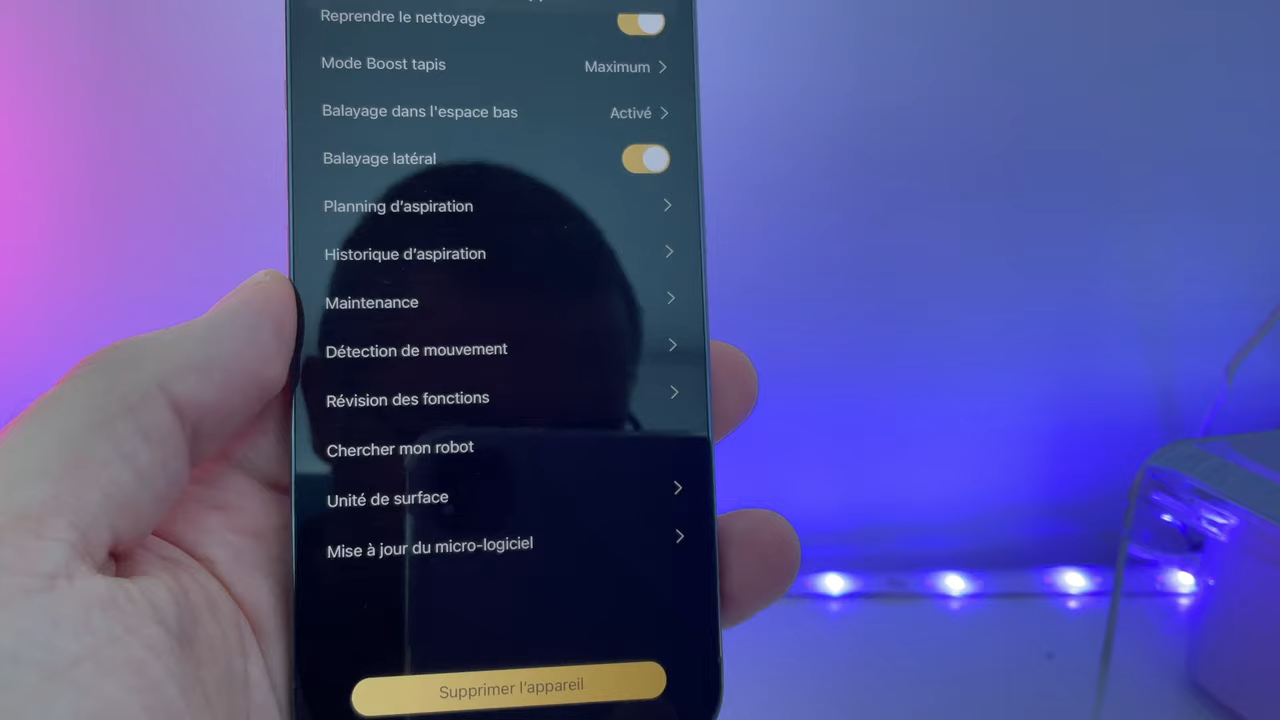 Reprendre le nettoyage
Mode Boost tapis Maximum
Balayage dans l'espace bas Activé
Balayage latéral
Planning d’aspiration
Historique d’aspiration
Maintenance
Détection de mouvement
Révision des fonctions
Chercher mon robot
Unité de surface
Mise à jour du micro-logiciel
Supprimer l’appareil